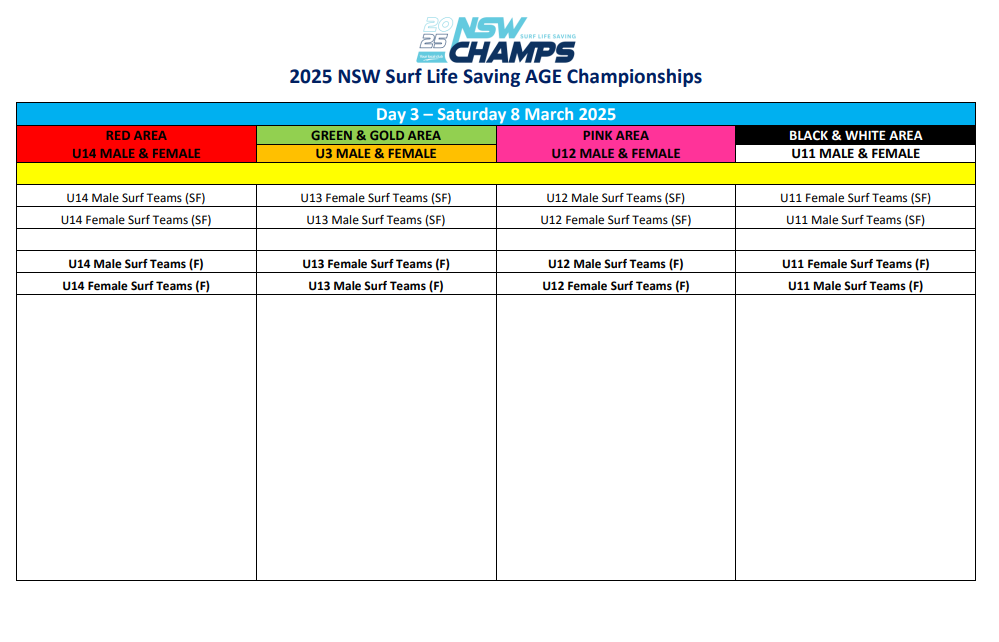 2025
NSW SURF LIFE SAVING
CHAMPS
2025 NSW Surf Life Saving AGE Championships
Day 3 – Saturday 8 March 2025
RED AREA GREEN & GOLD AREA PINK AREA BLACK & WHITE AREA
U14 MALE & FEMALE U3 MALE & FEMALE U12 MALE & FEMALE U11 MALE & FEMALE
U14 Male Surf Teams (SF) U13 Female Surf Teams (SF) U12 Male Surf Teams (SF) U11 Female Surf Teams (SF)
U14 Female Surf Teams (SF) U13 Male Surf Teams (SF) U12 Female Surf Teams (SF) U11 Male Surf Teams (SF)
U14 Male Surf Teams (F) U13 Female Surf Teams (F) U12 Male Surf Teams (F) U11 Female Surf Teams (F)
U14 Female Surf Teams (F) U13 Male Surf Teams (F) U12 Female Surf Teams (F) U11 Male Surf Teams (F)